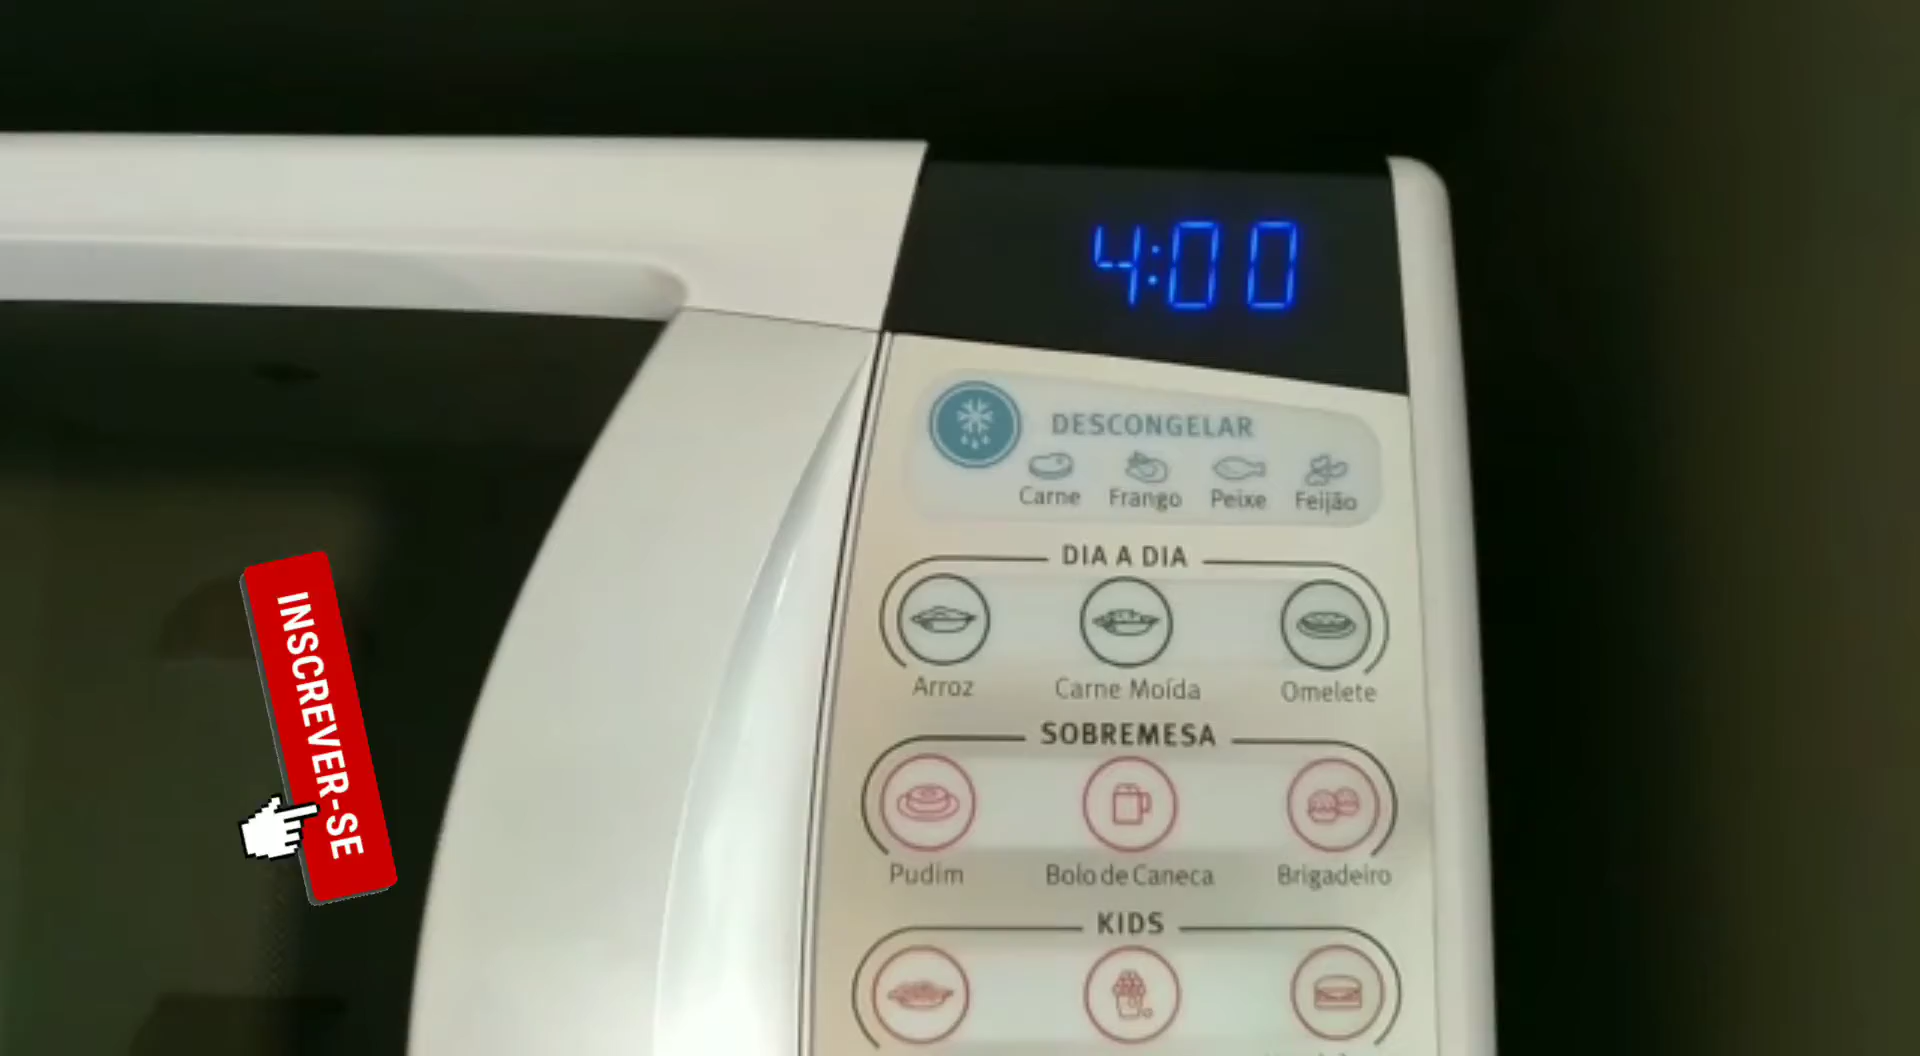 4:00
DESCONGELAR
Carne Frango Peixe Feijão
DIA A DIA
Arroz Carne Moída Omelete
SOBREMESA
Pudim Bolo de Caneca Brigadeiro
KIDS
INSCREVER-SE